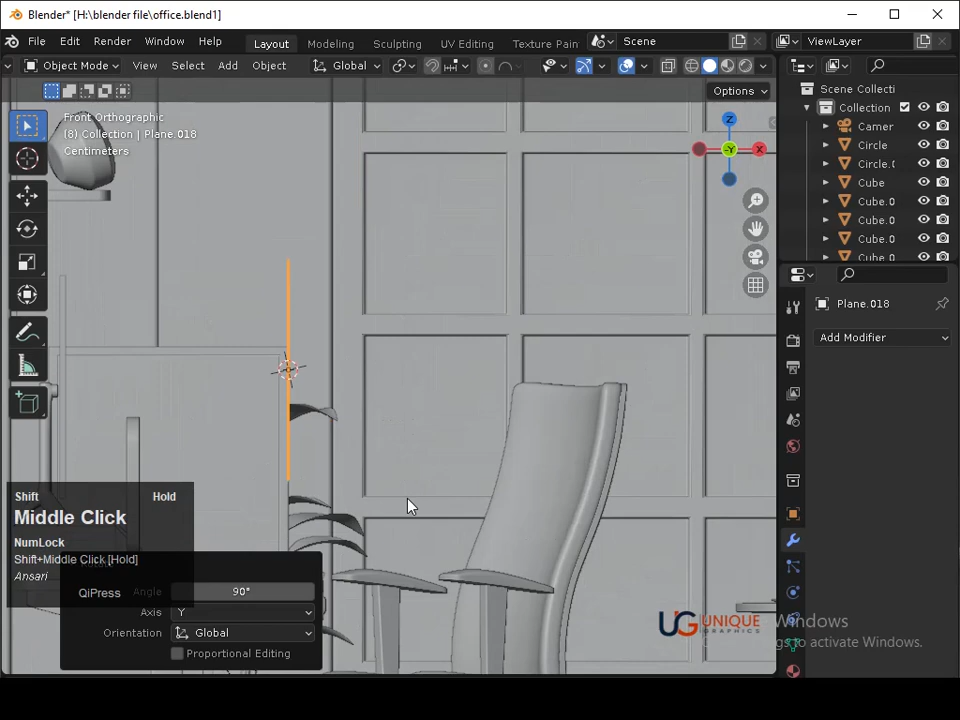 Blender* [H:\blender file\office.blend1]
File Edit Render Window Help Layout Modeling Sculpting UV Editing Texture Pain Scene ViewLayer
Object Mode View Select Add Object Global
Options
Front Orthographic
(8) Collection | Plane.018
Centimeters
Z
-Y
X
Scene Collecti
Collection
Camer
Circle
Circle.(
Cube
Cube.0
Cube.0
Cube.0
Cube.0
Plane.018
Add Modifier
Shift Hold
Middle Click
NumLock
Shift+Middle Click [Hold]
Ansari
QiPress
Angle 90°
Axis Y
Orientation Global
Proportional Editing
UG UNIQUE
GRAPHICS
Windows
gs to activate Windows.